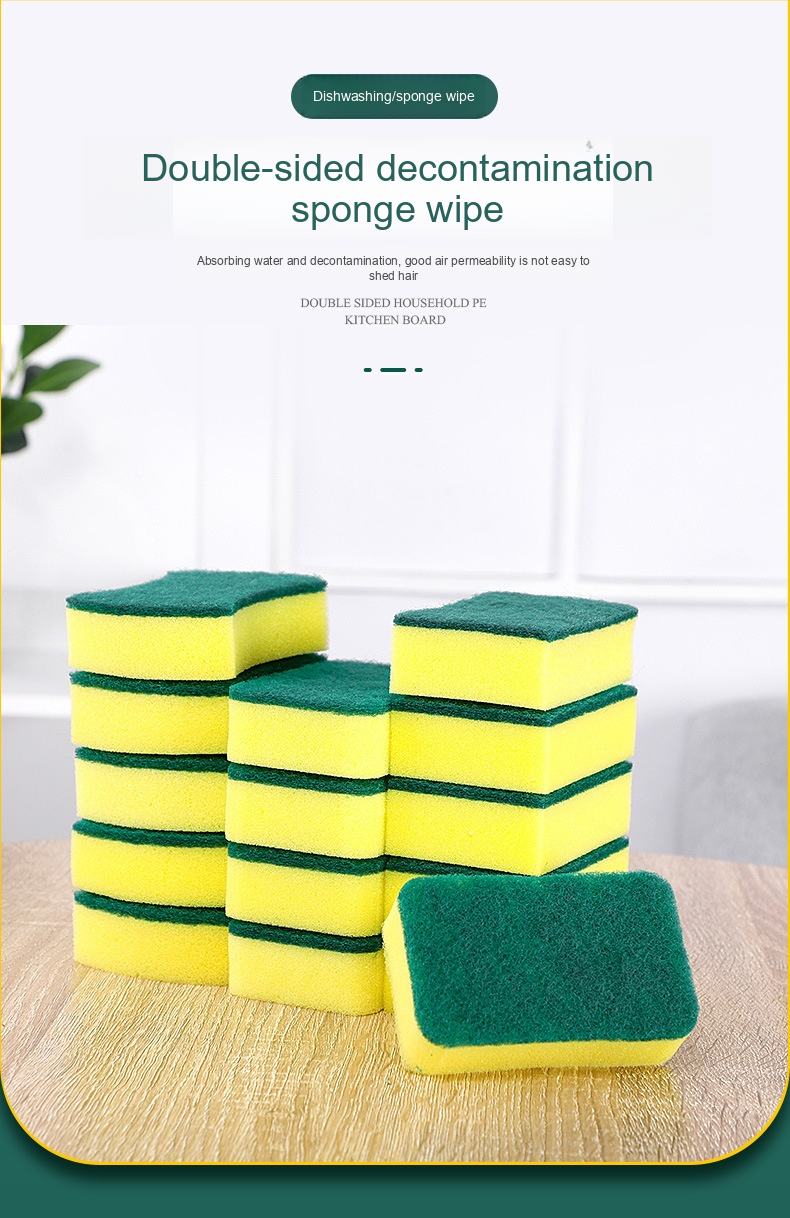 Dishwashing/sponge wipe
Double-sided decontamination
sponge wipe
Absorbing water and decontamination, good air permeability is not easy to
shed hair
DOUBLE SIDED HOUSEHOLD PE
KITCHEN BOARD